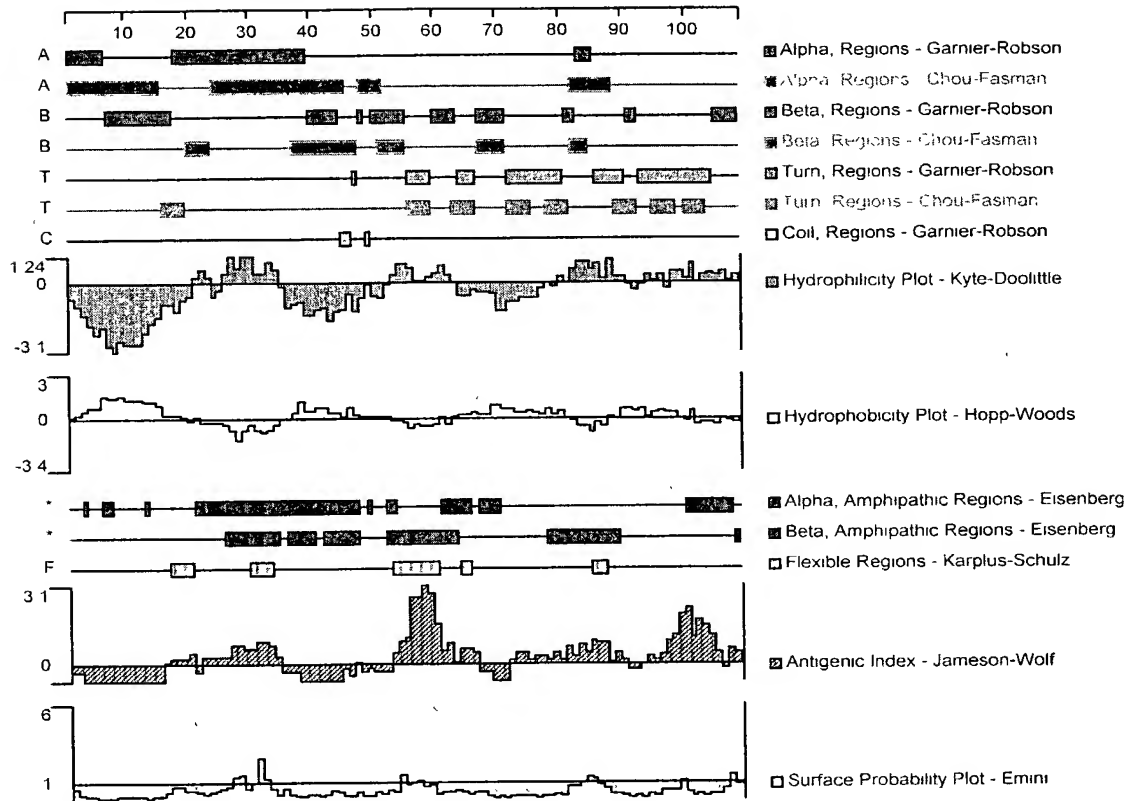 10 20 30 40 50 60 70 80 90 100
A Alpha, Regions - Garnier-Robson
A Alpha Regions - Chou-Fasman
B Beta, Regions - Garnier-Robson
B Beta Regions - Chou-Fasman
T Turn, Regions - Garnier-Robson
T Turn Regions - Chou-Fasman
C Coil, Regions - Garnier-Robson
1 24
0
-3 1
Hydrophilicity Plot - Kyte-Doolittle
3
0
-3 4
Hydrophobicity Plot - Hopp-Woods
* Alpha, Amphipathic Regions - Eisenberg
* Beta, Amphipathic Regions - Eisenberg
F Flexible Regions - Karplus-Schulz
3 1
0
Antigenic Index - Jameson-Wolf
6
1
Surface Probability Plot - Emini